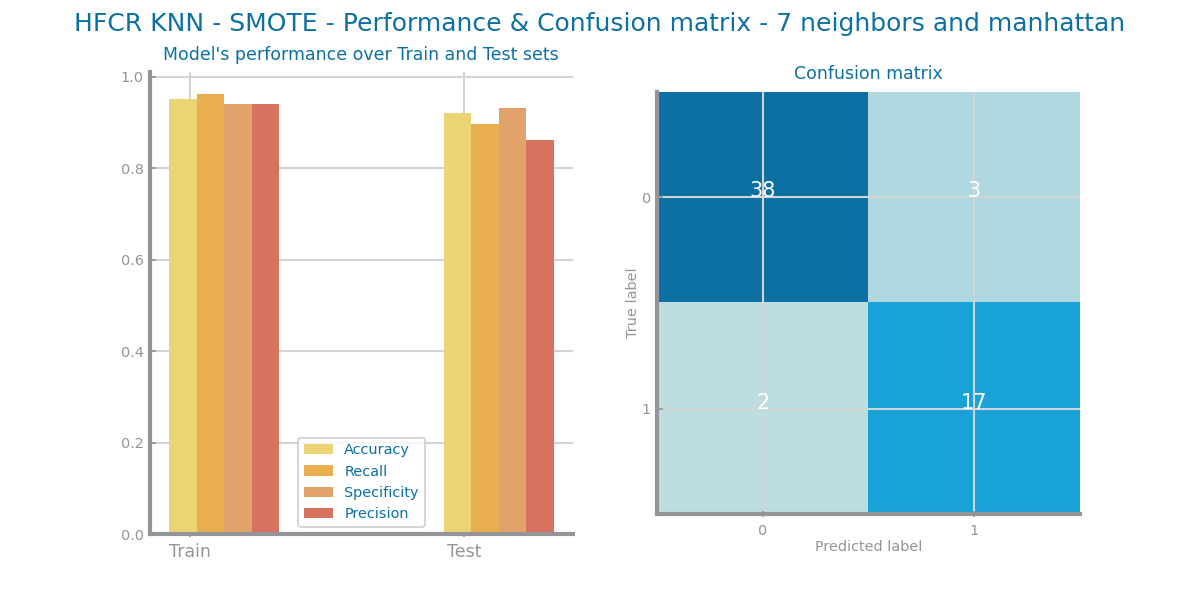 HFCR KNN - SMOTE - Performance & Confusion matrix - 7 neighbors and manhattan
Model's performance over Train and Test sets
1.0
0.8
0.6
0.4
0.2
0.0
Train
Test
Accuracy
Recall
Specificity
Precision
Confusion matrix
True label
0
1
38
3
2
17
0
1
Predicted label